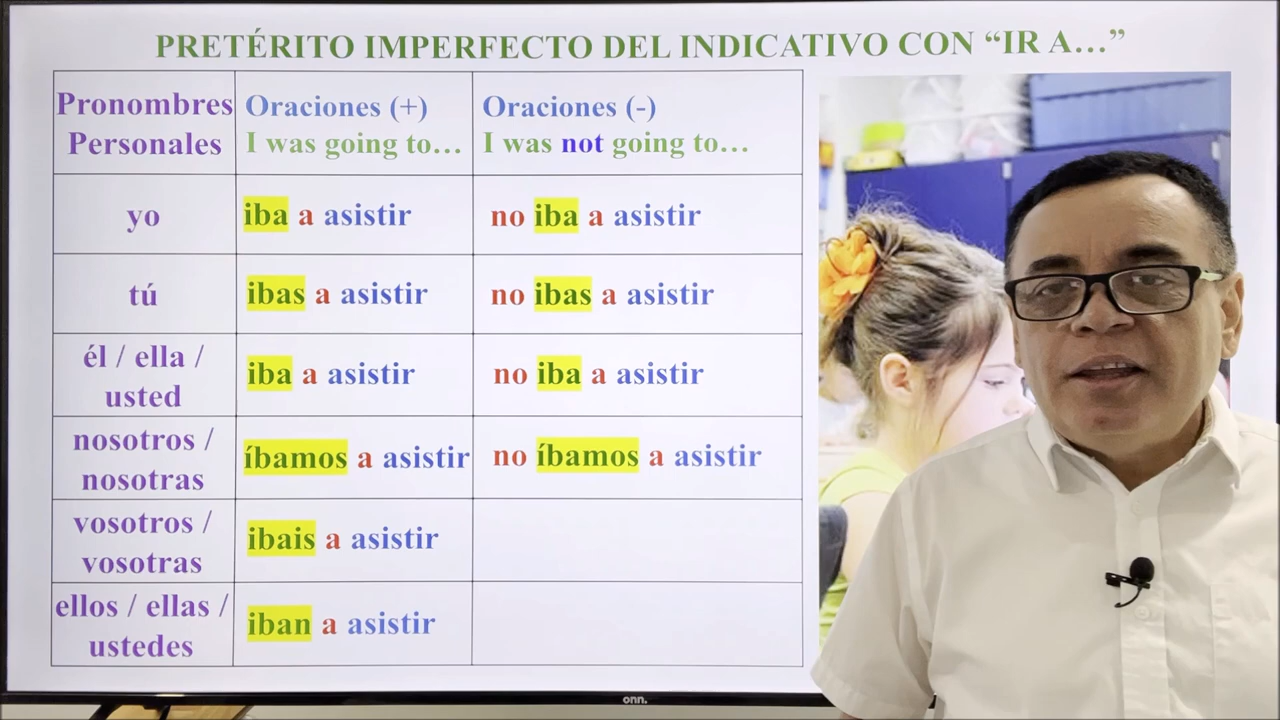 PRETÉRITO IMPERFECTO DEL INDICATIVO CON “IR A…”
Pronombres Personales
Oraciones (+)
I was going to…
Oraciones (-)
I was not going to…
yo
iba a asistir
no iba a asistir
tú
ibas a asistir
no ibas a asistir
él / ella /
usted
iba a asistir
no iba a asistir
nosotros /
nosotras
íbamos a asistir
no íbamos a asistir
vosotros /
vosotras
ibais a asistir
ellos / ellas /
ustedes
iban a asistir
onn.